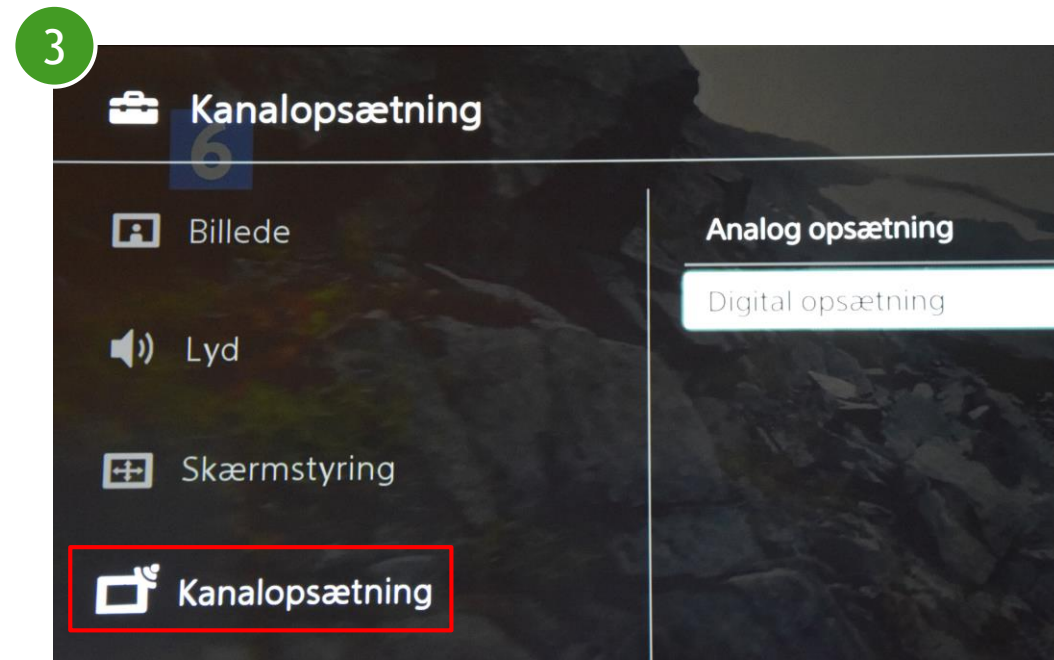 3
Kanalopsætning
6
Billede
Lyd
Skærmstyring
Kanalopsætning
Analog opsætning
Digital opsætning